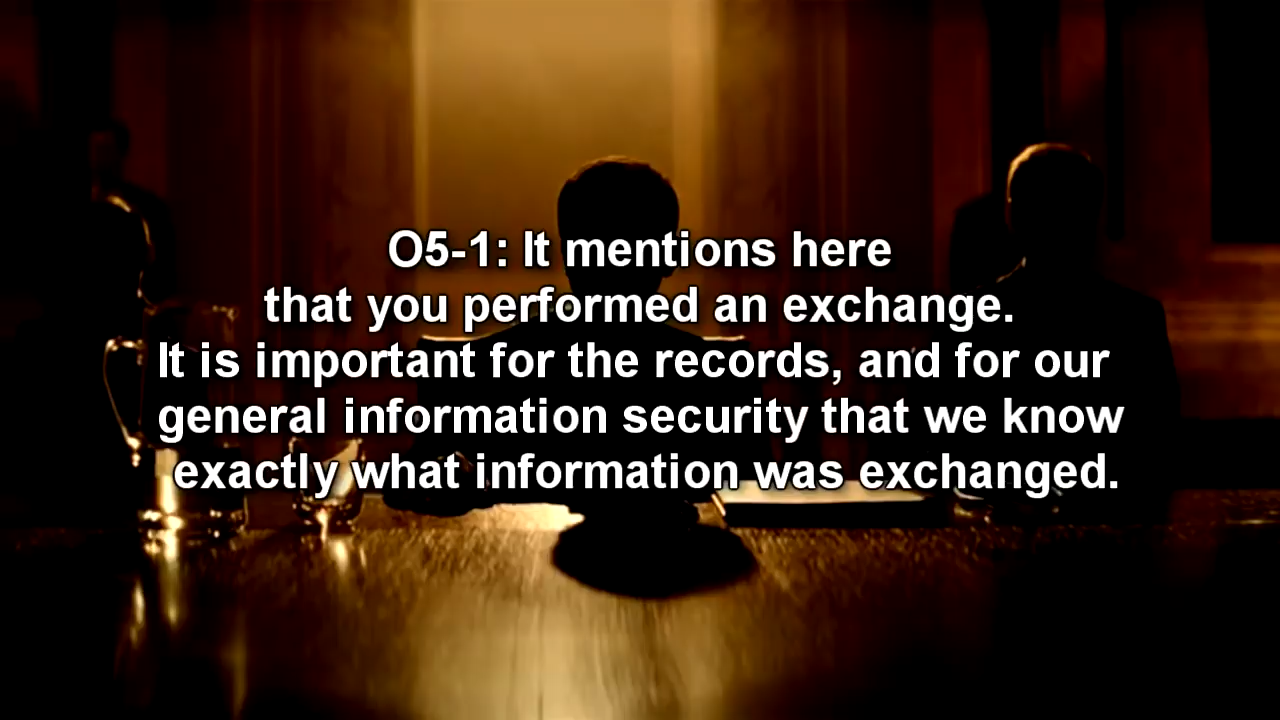 O5-1: It mentions here
that you performed an exchange.
It is important for the records, and for our
general information security that we know
exactly what information was exchanged.